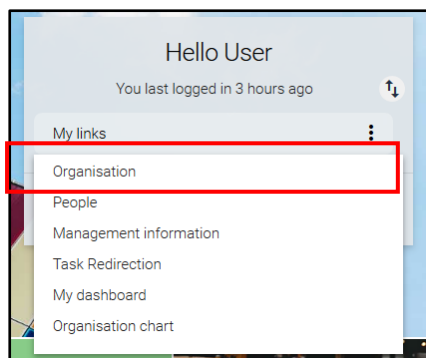 Hello User
You last logged in 3 hours ago
My links
Organisation
People
Management information
Task Redirection
My dashboard
Organisation chart